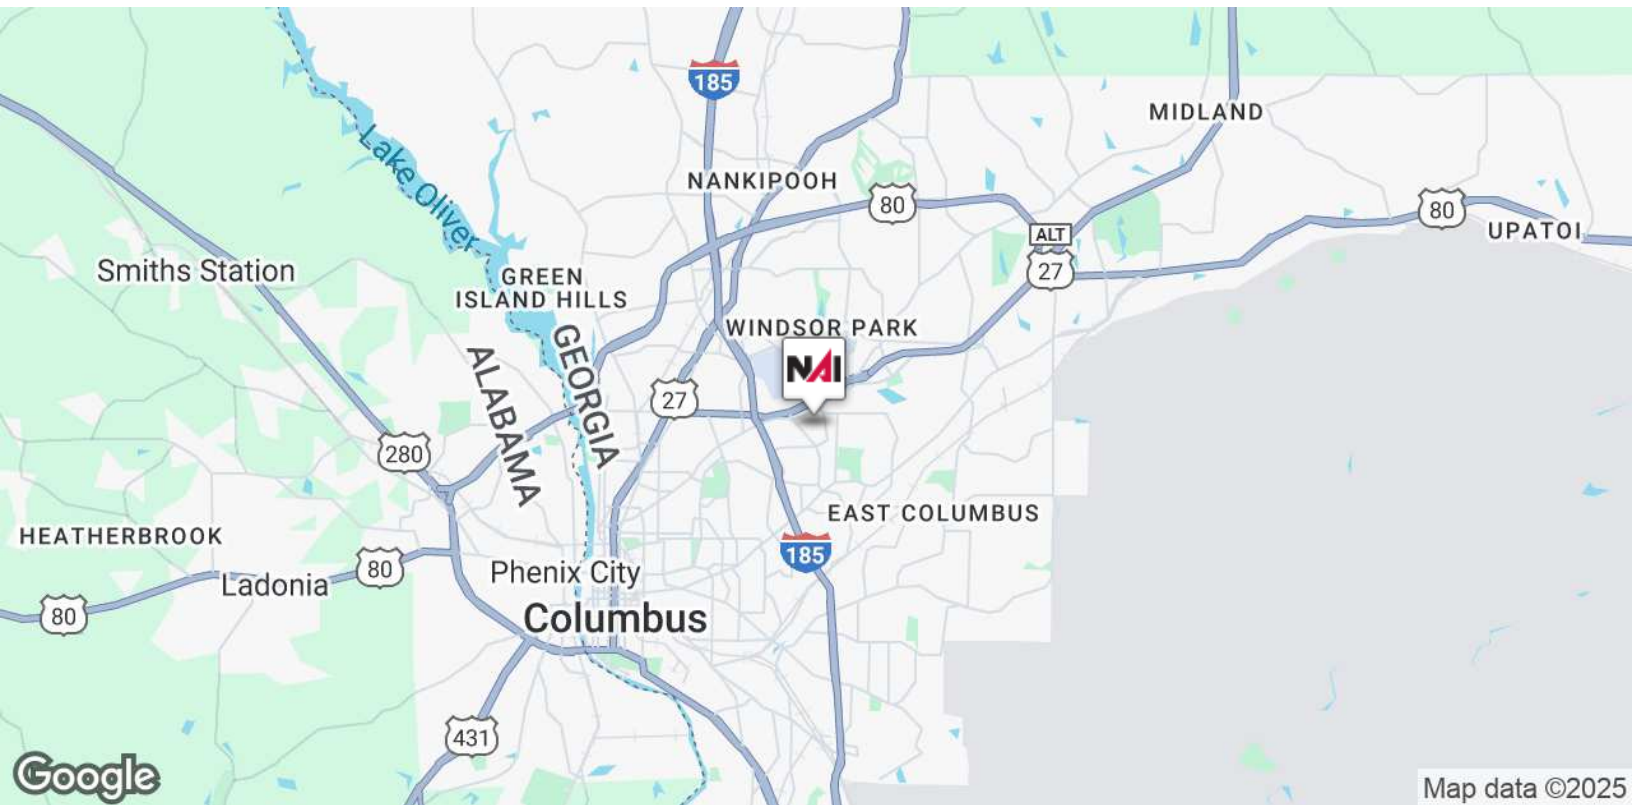 185
MIDLAND
Lake Oliver
NANKIPOOH
80
80
ALT
27
UPATOI
Smiths Station
GREEN
ISLAND HILLS
WINDSOR PARK
GEORGIA
ALABAMA
NAI
27
280
EAST COLUMBUS
HEATHERBROOK
185
80
Phenix City
Ladonia
80
Columbus
431
Google
Map data ©2025